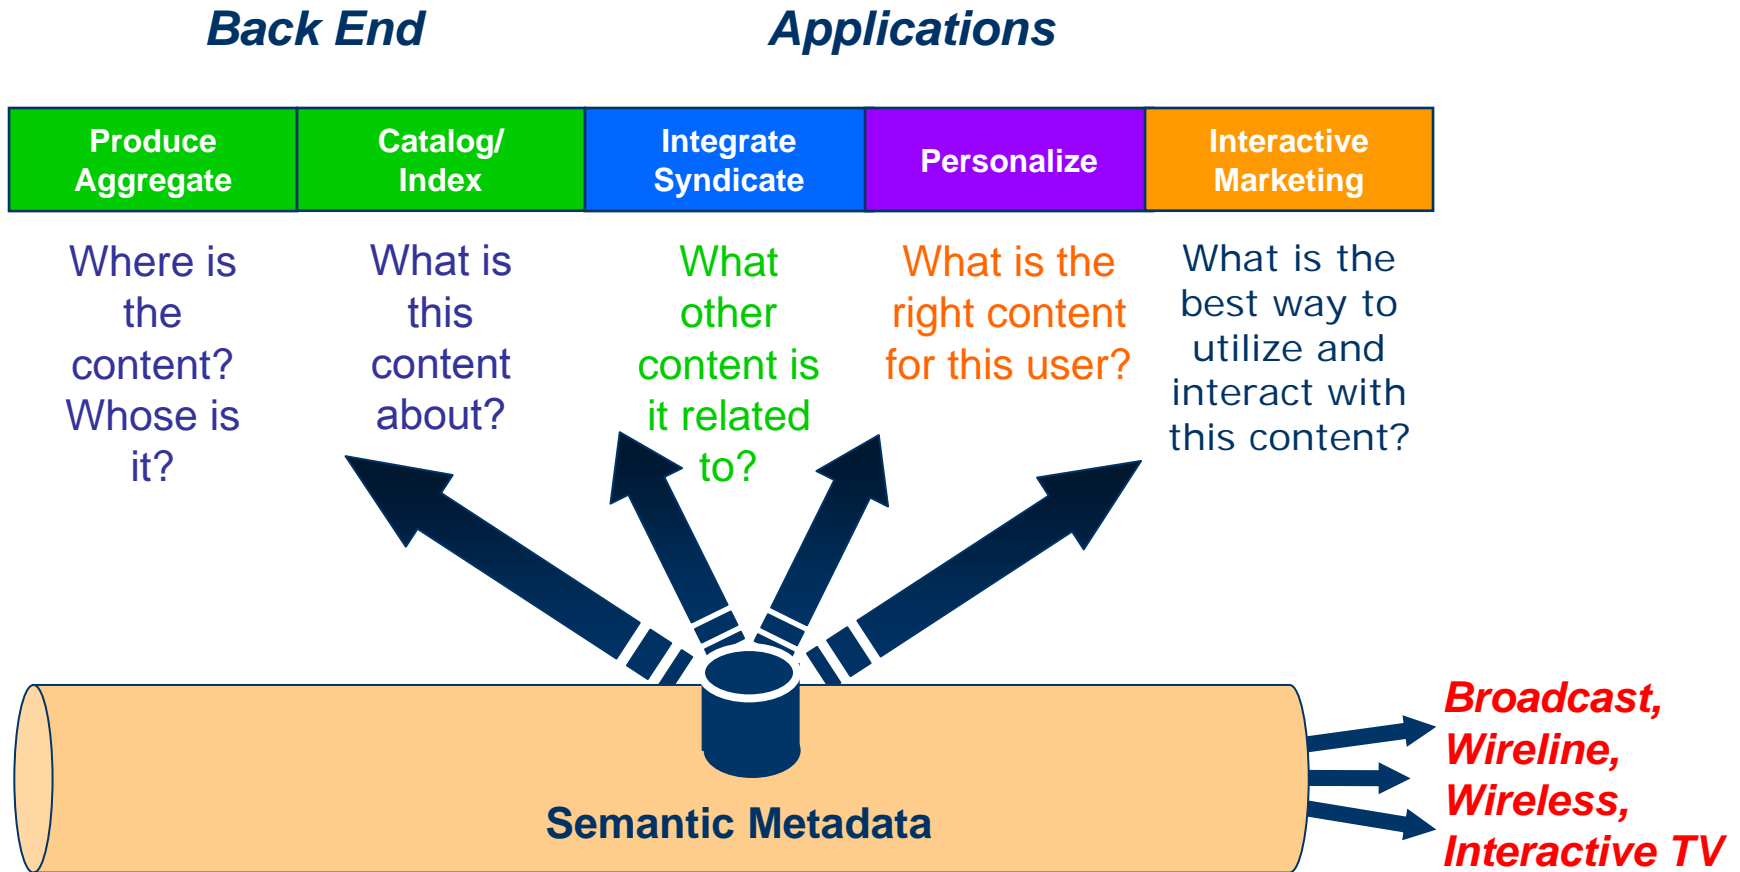 Back End
Applications
Produce
Aggregate
Catalog/
Index
Integrate
Syndicate
Personalize
Interactive
Marketing
Where is
the
content?
Whose is
it?
What is
this
content
about?
What
other
content is
it related
to?
What is the
right content
for this user?
What is the
best way to
utilize and
interact with
this content?
Semantic Metadata
Broadcast,
Wireline,
Wireless,
Interactive TV